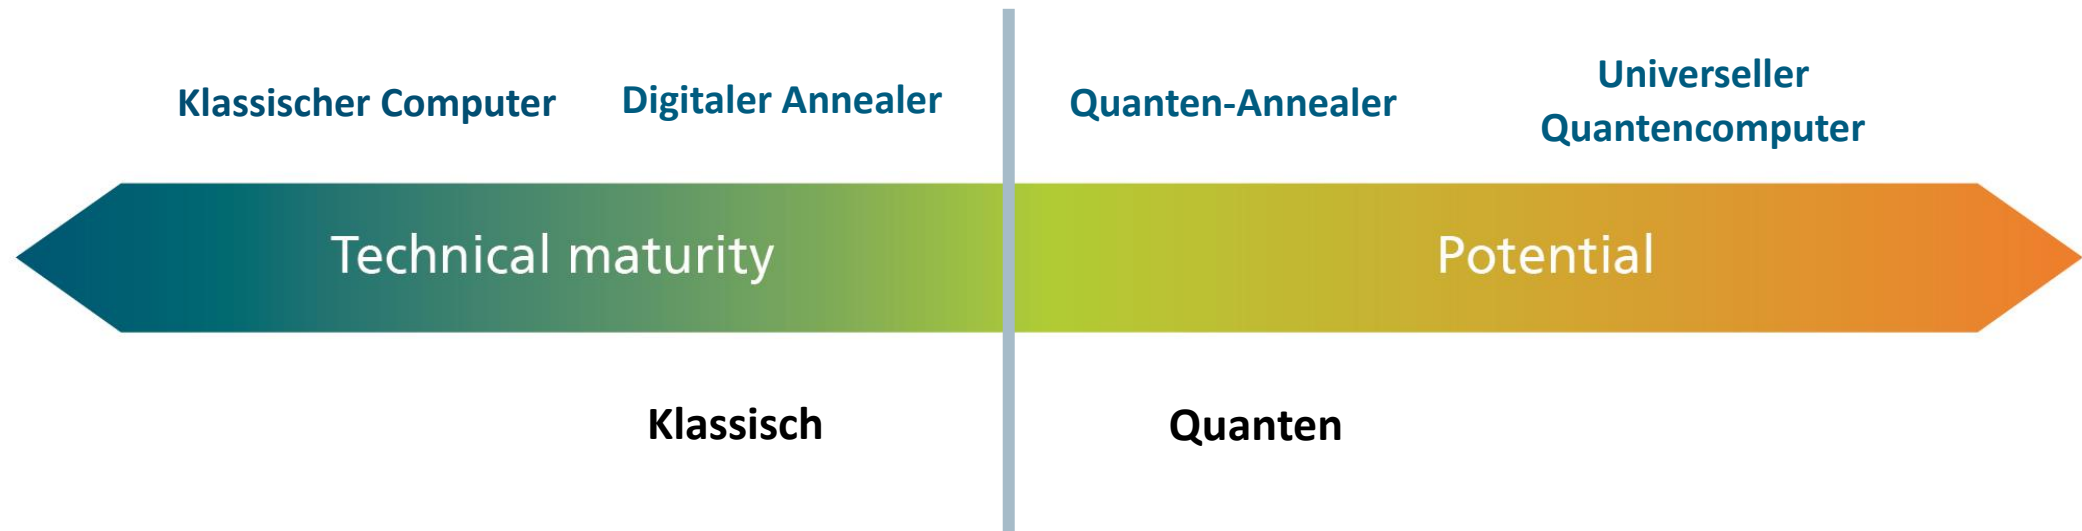 Klassischer Computer
Digitaler Annealer
Quanten-Annealer
Universeller
Quantencomputer
Technical maturity
Potential
Klassisch
Quanten